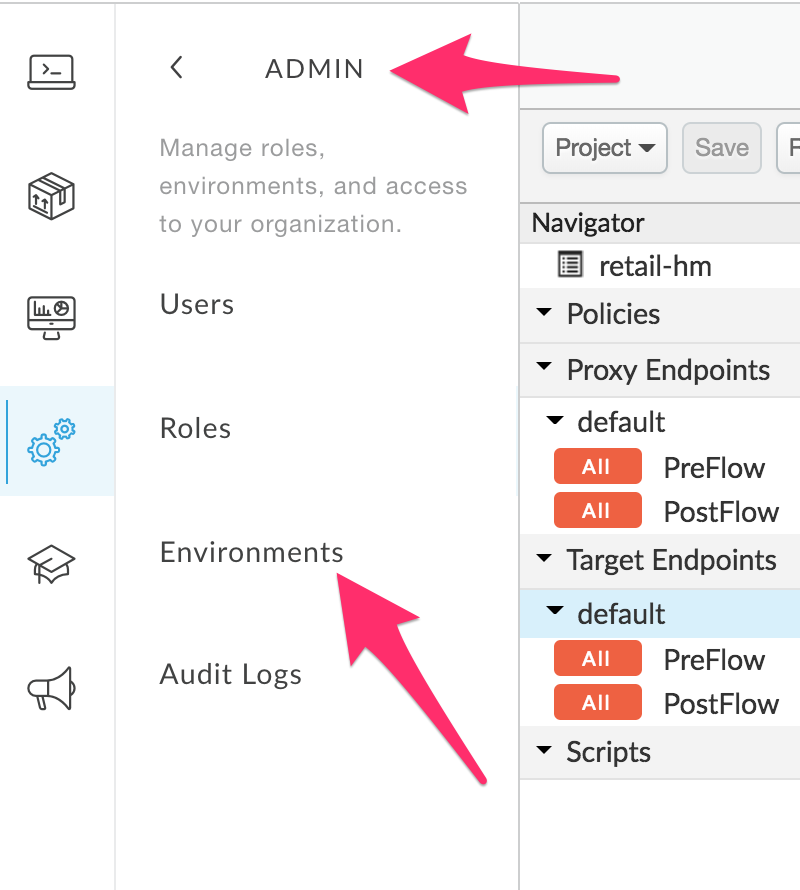 ADMIN
Manage roles,
environments, and access
to your organization.
Users
Roles
Environments
Audit Logs
Project
Save
Navigator
retail-hm
Policies
Proxy Endpoints
default
All PreFlow
All PostFlow
Target Endpoints
default
All PreFlow
All PostFlow
Scripts